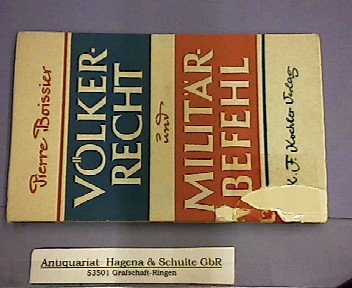 Pierre Boissier
VÖLKER-
RECHT
und
MILITÄR-
BEFEHL
K. F. Koehler Verlag
Antiquariat Hagena & Schulte GbR
53501 Grafschaft-Ringen